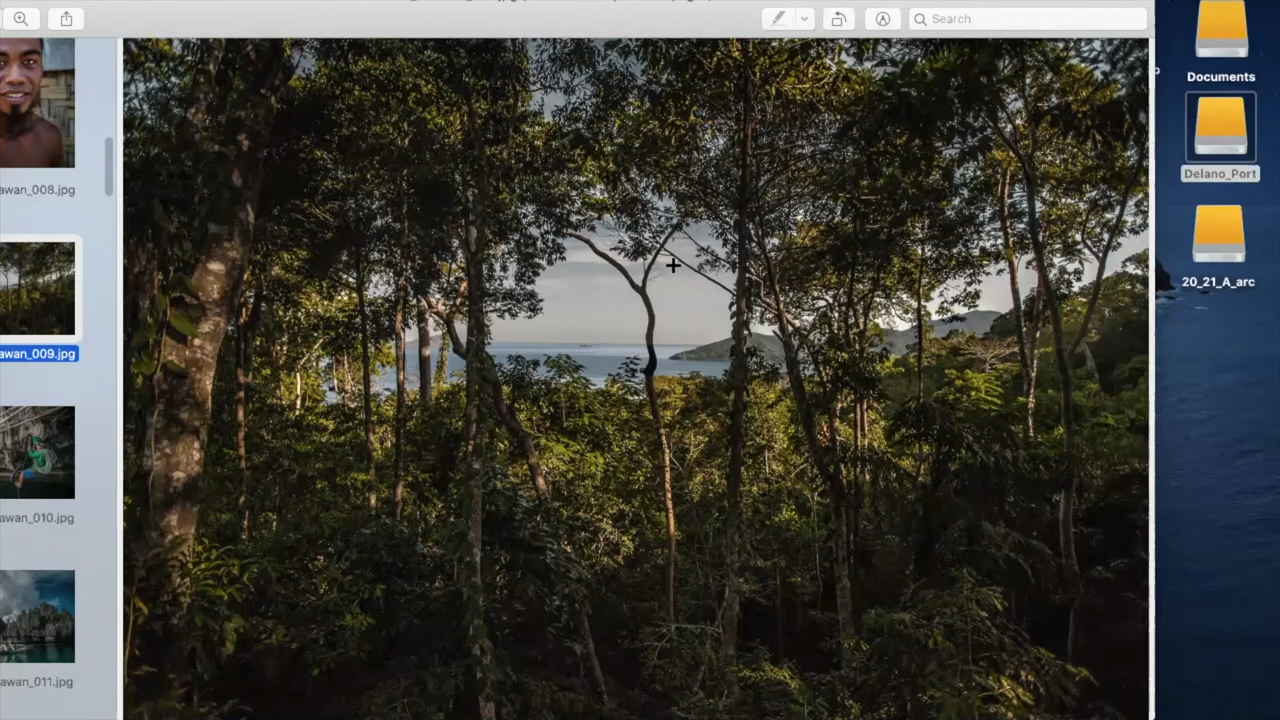 Search
Documents
Delano_Port
20_21_A_arc
awan_008.jpg
awan_009.jpg
awan_010.jpg
awan_011.jpg